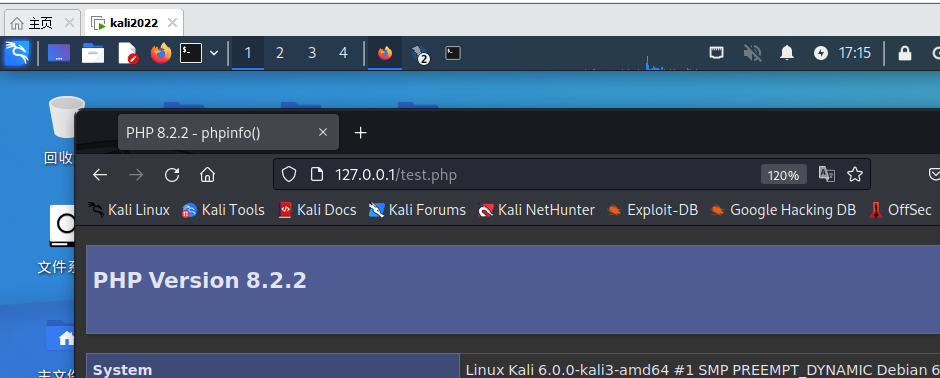 主页
kali2022
1 2 3 4
2
17:15
回收
PHP 8.2.2 - phpinfo()
127.0.0.1/test.php
120%
Kali Linux Kali Tools Kali Docs Kali Forums Kali NetHunter Exploit-DB Google Hacking DB OffSec
文件系
PHP Version 8.2.2
System Linux Kali 6.0.0-kali3-amd64 #1 SMP PREEMPT_DYNAMIC Debian 6
主文件